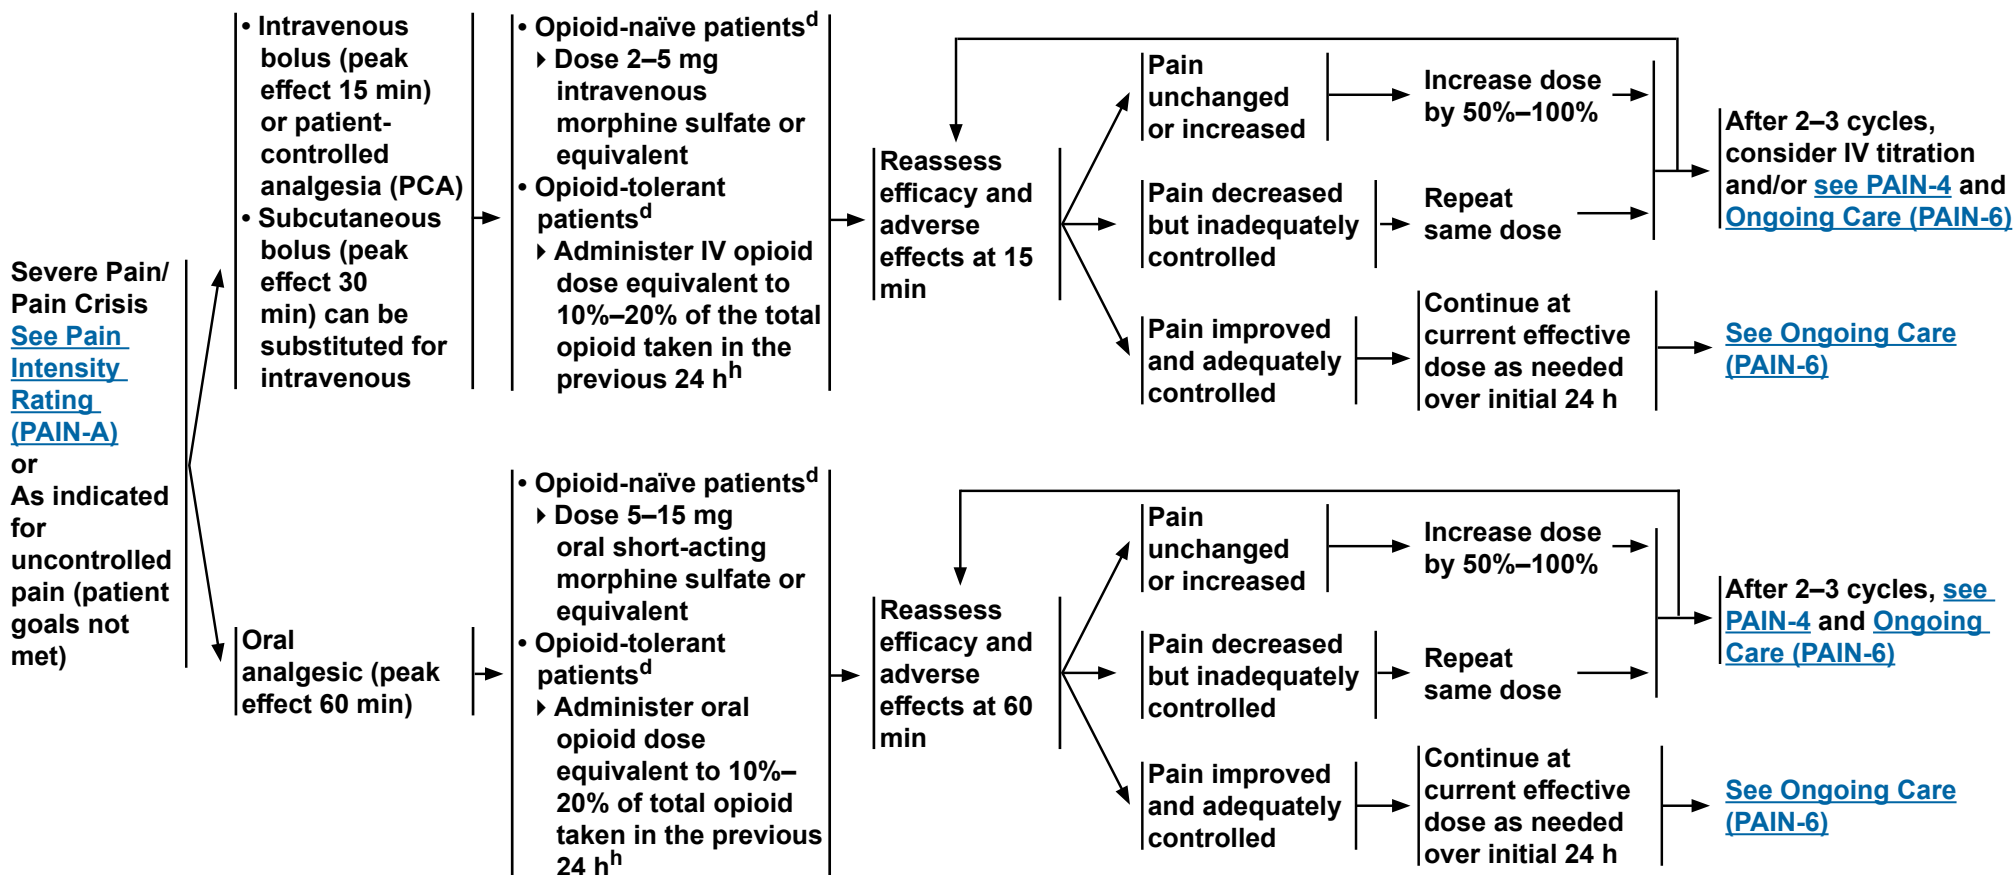 Severe Pain/
Pain Crisis
See Pain
Intensity
Rating
(PAIN-A)
or
As indicated
for
uncontrolled
pain (patient
goals not
met)
• Intravenous
bolus (peak
effect 15 min)
or patient-
controlled
analgesia (PCA)
• Subcutaneous
bolus (peak
effect 30
min) can be
substituted for
intravenous
• Opioid-naïve patientsᵈ
▸ Dose 2–5 mg
intravenous
morphine sulfate or
equivalent
• Opioid-tolerant
patientsᵈ
▸ Administer IV opioid
dose equivalent to
10%–20% of the total
opioid taken in the
previous 24 hʰ
Reassess
efficacy and
adverse
effects at 15
min
Pain
unchanged
or increased
Increase dose
by 50%–100%
Pain decreased
but inadequately
controlled
Repeat
same dose
After 2–3 cycles,
consider IV titration
and/or see PAIN-4 and
Ongoing Care (PAIN-6)
Pain improved
and adequately
controlled
Continue at
current effective
dose as needed
over initial 24 h
See Ongoing Care
(PAIN-6)
Oral
analgesic (peak
effect 60 min)
• Opioid-naïve patientsᵈ
▸ Dose 5–15 mg
oral short-acting
morphine sulfate or
equivalent
• Opioid-tolerant
patientsᵈ
▸ Administer oral
opioid dose
equivalent to 10%–
20% of total opioid
taken in the previous
24 hʰ
Reassess
efficacy and
adverse
effects at 60
min
Pain
unchanged
or increased
Increase dose
by 50%–100%
Pain decreased
but inadequately
controlled
Repeat
same dose
After 2–3 cycles, see
PAIN-4 and Ongoing
Care (PAIN-6)
Pain improved
and adequately
controlled
Continue at
current effective
dose as needed
over initial 24 h
See Ongoing Care
(PAIN-6)